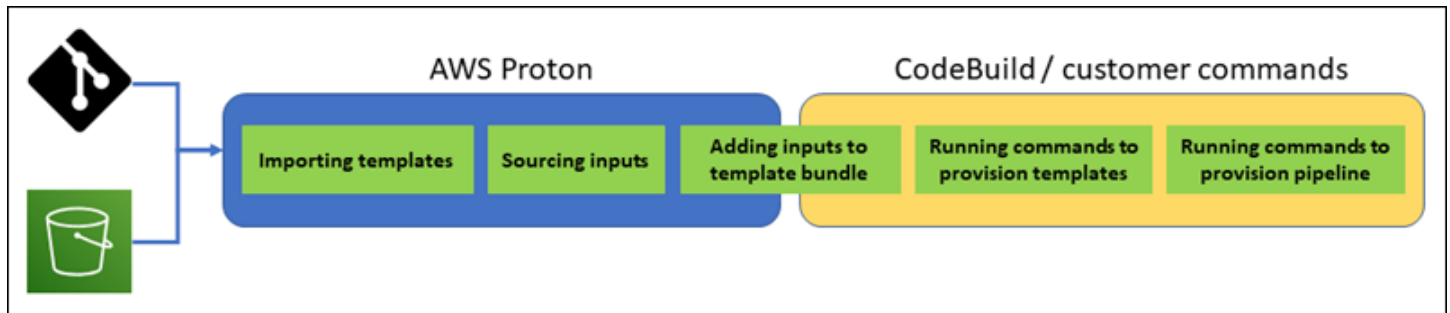 AWS Proton
CodeBuild / customer commands
Importing templates
Sourcing inputs
Adding inputs to
template bundle
Running commands to
provision templates
Running commands to
provision pipeline